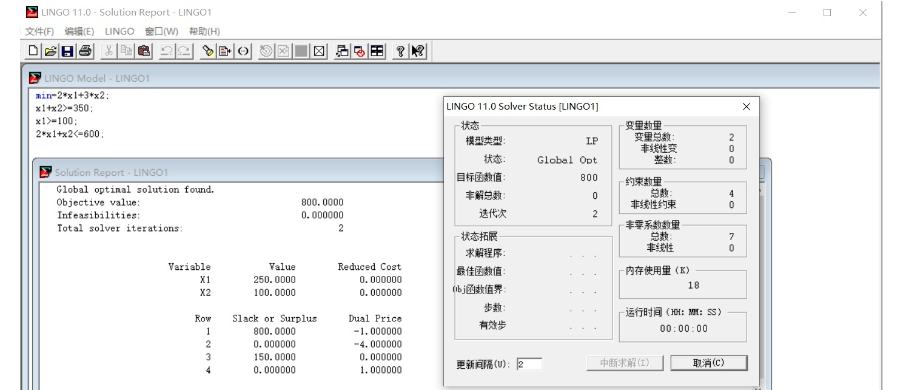 LINGO 11.0 - Solution Report - LINGO1
文件(F) 编辑(E) LINGO 窗口(W) 帮助(H)
LINGO Model - LINGO1
min=2*x1+3*x2;
x1+x2>=350;
x1>=100;
2*x1+x2<=600;
Solution Report - LINGO1
Global optimal solution found.
Objective value: 800.0000
Infeasibilities: 0.000000
Total solver iterations: 2
Variable Value Reduced Cost
X1 250.0000 0.000000
X2 100.0000 0.000000
Row Slack or Surplus Dual Price
1 800.0000 -1.000000
2 0.000000 -4.000000
3 150.0000 0.000000
4 0.000000 1.000000
LINGO 11.0 Solver Status [LINGO1]
状态
模型类型: LP
状态: Global Opt
目标函数值: 800
非解总数: 0
迭代次 2
状态拓展
求解程序: . . .
最佳函数值: . . .
Obj函数值界: . . .
步数: . . .
有效步 . . .
变量数量
变量总数: 2
非线性变 0
整数: 0
约束数量
总数: 4
非线性约束 0
非零系数数量
总数: 7
非线性 0
内存使用量 (K)
18
运行时间 (HH: MM: SS)
00:00:00
更新间隔(U): 2
中断求解(I)
取消(C)